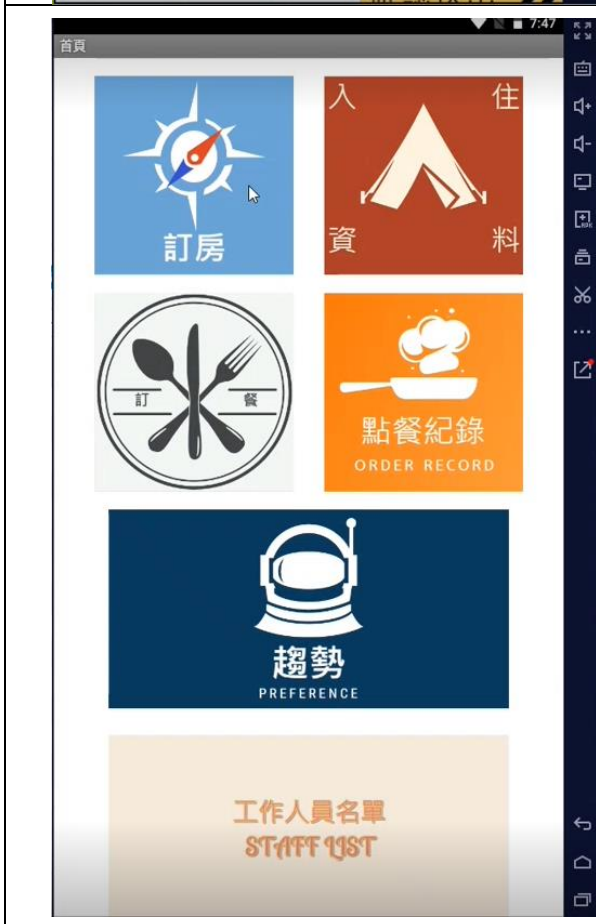 7:47
首頁
訂房
入 住
資 料
訂 餐
點餐紀錄
ORDER RECORD
趨勢
PREFERENCE
工作人員名單
STAFF LIST